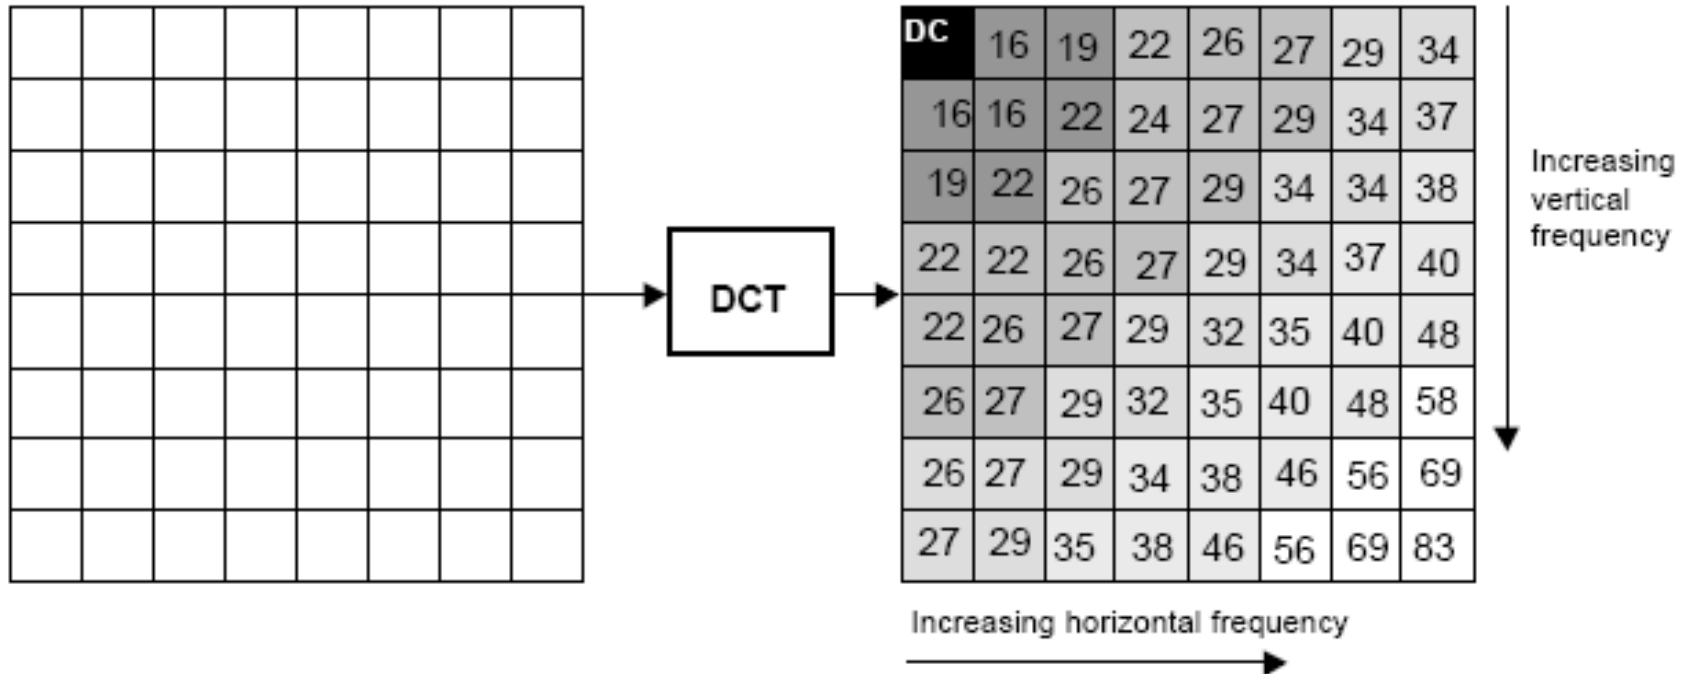 DC 16 19 22 26 27 29 34
16 16 22 24 27 29 34 37
19 22 26 27 29 34 34 38
22 22 26 27 29 34 37 40
22 26 27 29 32 35 40 48
26 27 29 32 35 40 48 58
26 27 29 34 38 46 56 69
27 29 35 38 46 56 69 83
DCT
Increasing
vertical
frequency
Increasing horizontal frequency